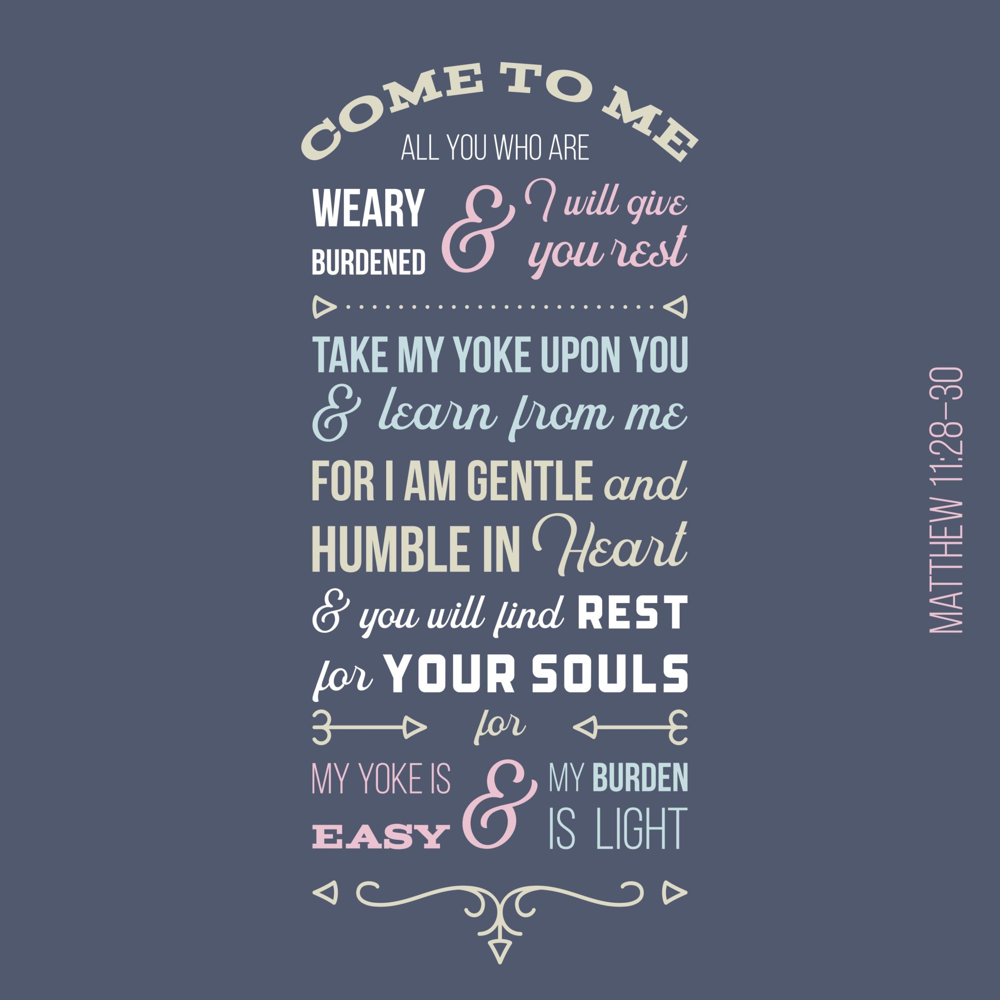 COME TO ME
ALL YOU WHO ARE
WEARY
BURDENED
&
I will give
you rest
TAKE MY YOKE UPON YOU
& learn from me
FOR I AM GENTLE and
HUMBLE IN Heart
& you will find REST
for YOUR SOULS
for
MY YOKE IS
EASY
&
MY BURDEN
IS LIGHT
MATTHEW 11:28–30